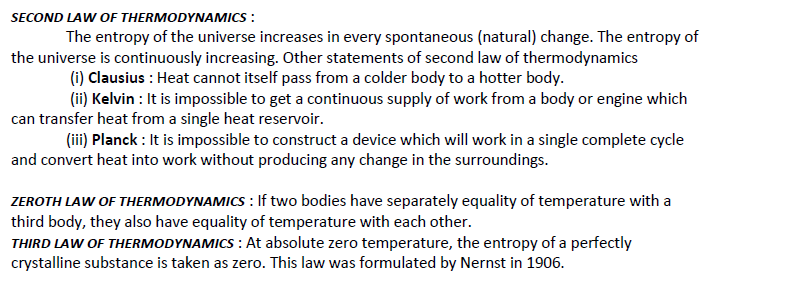 SECOND LAW OF THERMODYNAMICS :
The entropy of the universe increases in every spontaneous (natural) change. The entropy of
the universe is continuously increasing. Other statements of second law of thermodynamics
(i) Clausius : Heat cannot itself pass from a colder body to a hotter body.
(ii) Kelvin : It is impossible to get a continuous supply of work from a body or engine which
can transfer heat from a single heat reservoir.
(iii) Planck : It is impossible to construct a device which will work in a single complete cycle
and convert heat into work without producing any change in the surroundings.
ZEROTH LAW OF THERMODYNAMICS : If two bodies have separately equality of temperature with a
third body, they also have equality of temperature with each other.
THIRD LAW OF THERMODYNAMICS : At absolute zero temperature, the entropy of a perfectly
crystalline substance is taken as zero. This law was formulated by Nernst in 1906.